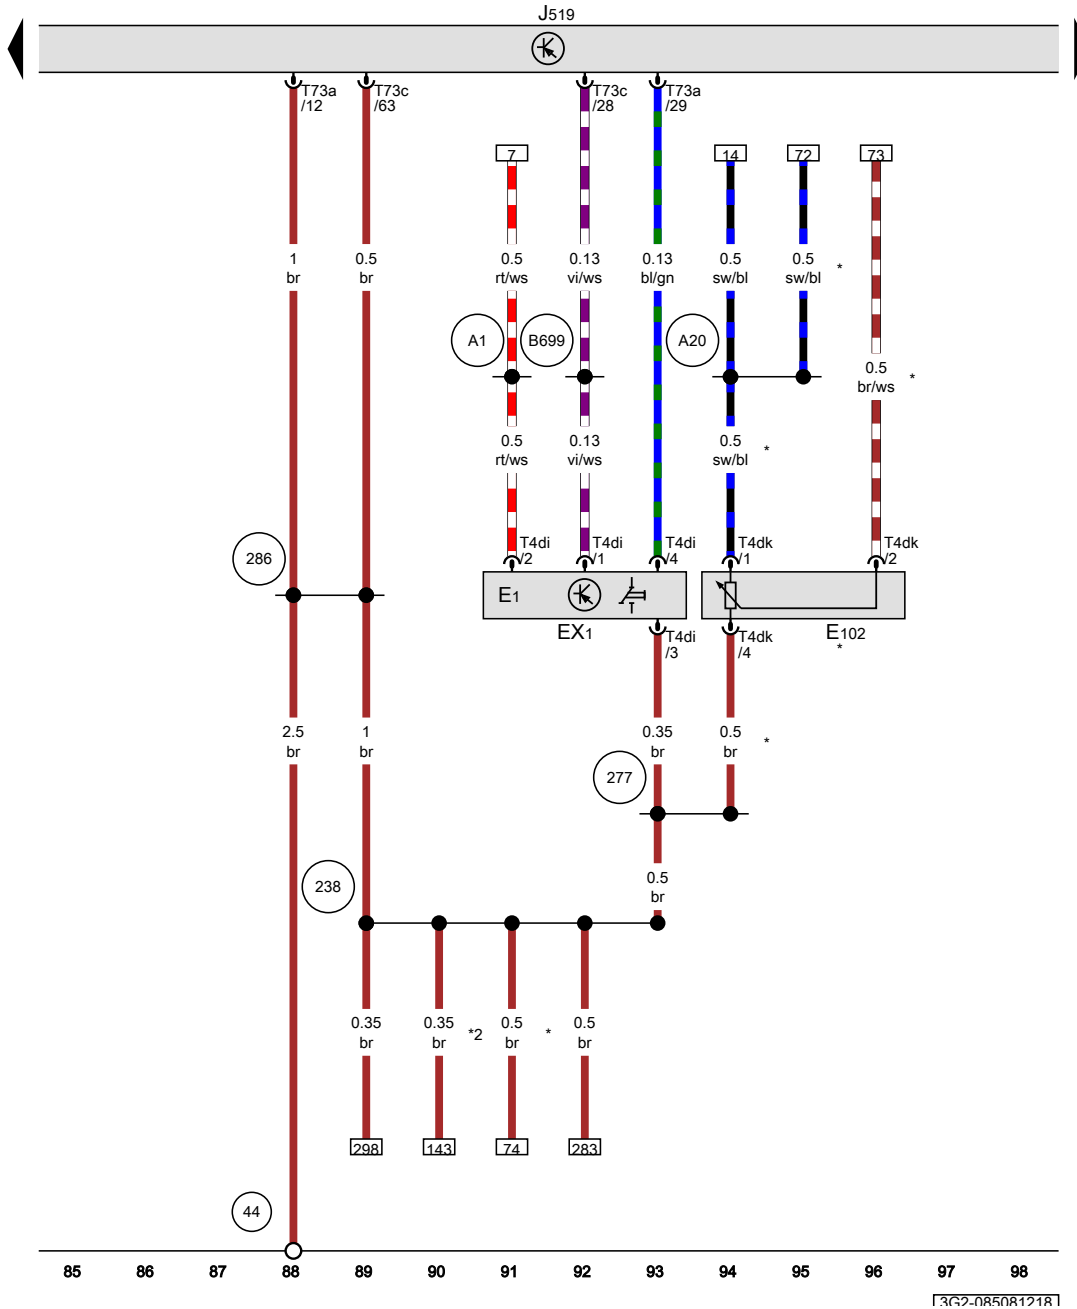 J519
T73a
/12
T73c
/63
T73c
/28
T73a
/29
7
14
72
73
1
br
0.5
br
0.5
rt/ws
0.13
vi/ws
0.13
bl/gn
0.5
sw/bl
0.5
sw/bl
*
A1
B699
A20
0.5
br/ws
*
0.5
rt/ws
0.13
vi/ws
0.5
sw/bl
*
286
T4di
/2
T4di
/1
T4di
/4
T4dk
/1
T4dk
/2
E1
EX1
E102
*
T4di
/3
T4dk
/4
2.5
br
1
br
0.35
br
0.5
br
*
277
238
0.5
br
0.35
br
0.35
br
*2
0.5
br
*
0.5
br
298
143
74
283
44
85 86 87 88 89 90 91 92 93 94 95 96 97 98
3G2-085081218